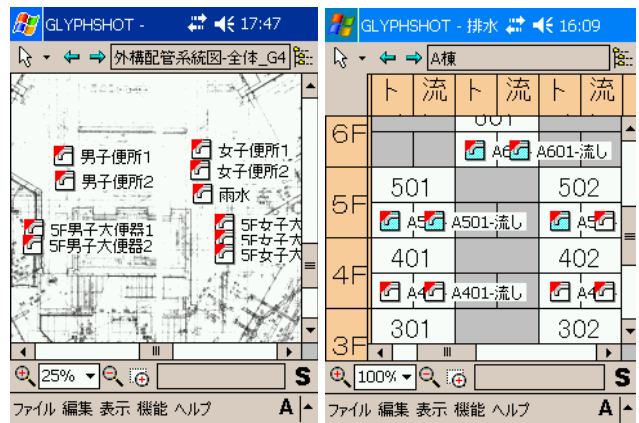 GLYPHSHOT - 17:47
外構配管系統図-全体_G4
男子便所1
男子便所2
女子便所1
女子便所2
雨水
5F男子大便器1
5F男子大便器2
5F女子大
5F女子大
5F女子大
25%
S
ファイル 編集 表示 機能 ヘルプ A
GLYPHSHOT - 排水 16:09
A棟
ト 流 ト 流 ト 流
6F
A6 A601-流し
501 502
5F
A5 A501-流し A5
401 402
4F
A4 A401-流し A4
301 302
3F
100%
S
ファイル 編集 表示 機能 ヘルプ A